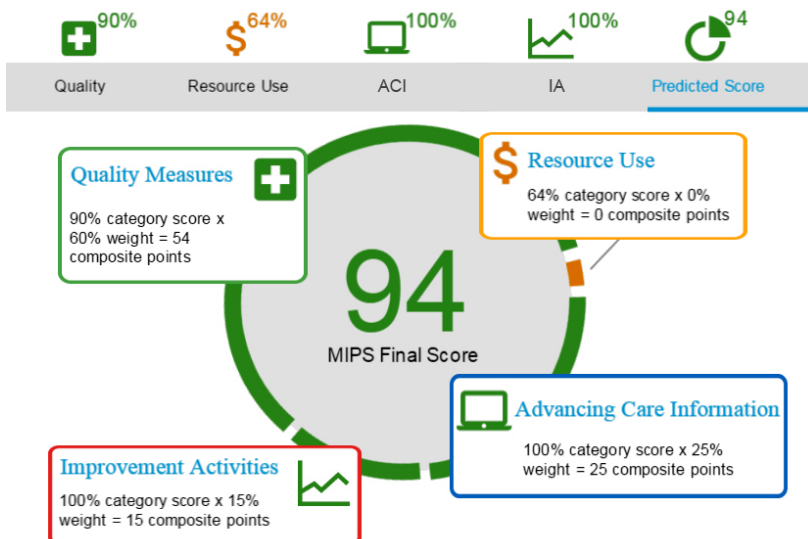 90%
64%
100%
100%
94
Quality
Resource Use
ACI
IA
Predicted Score
Quality Measures
90% category score x
60% weight = 54
composite points
Resource Use
64% category score x 0%
weight = 0 composite points
94
MIPS Final Score
Advancing Care Information
100% category score x 25%
weight = 25 composite points
Improvement Activities
100% category score x 15%
weight = 15 composite points